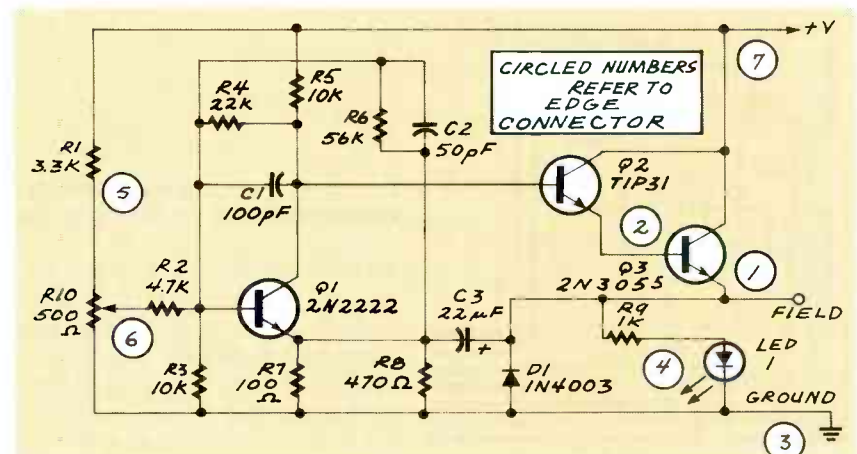 +V
7
CIRCLED NUMBERS
REFER TO
EDGE
CONNECTOR
R4
22K
R5
10K
R6
56K
C2
50pF
R1
3.3K
5
C1
100pF
Q2
TIP31
2
Q3
2N3055
1
R2
4.7K
Q1
2N2222
R10
500
Ω
6
C3
22µF
+
R9
1K
FIELD
LED
1
4
R3
10K
R7
100
Ω
R8
470Ω
D1
1N4003
GROUND
3